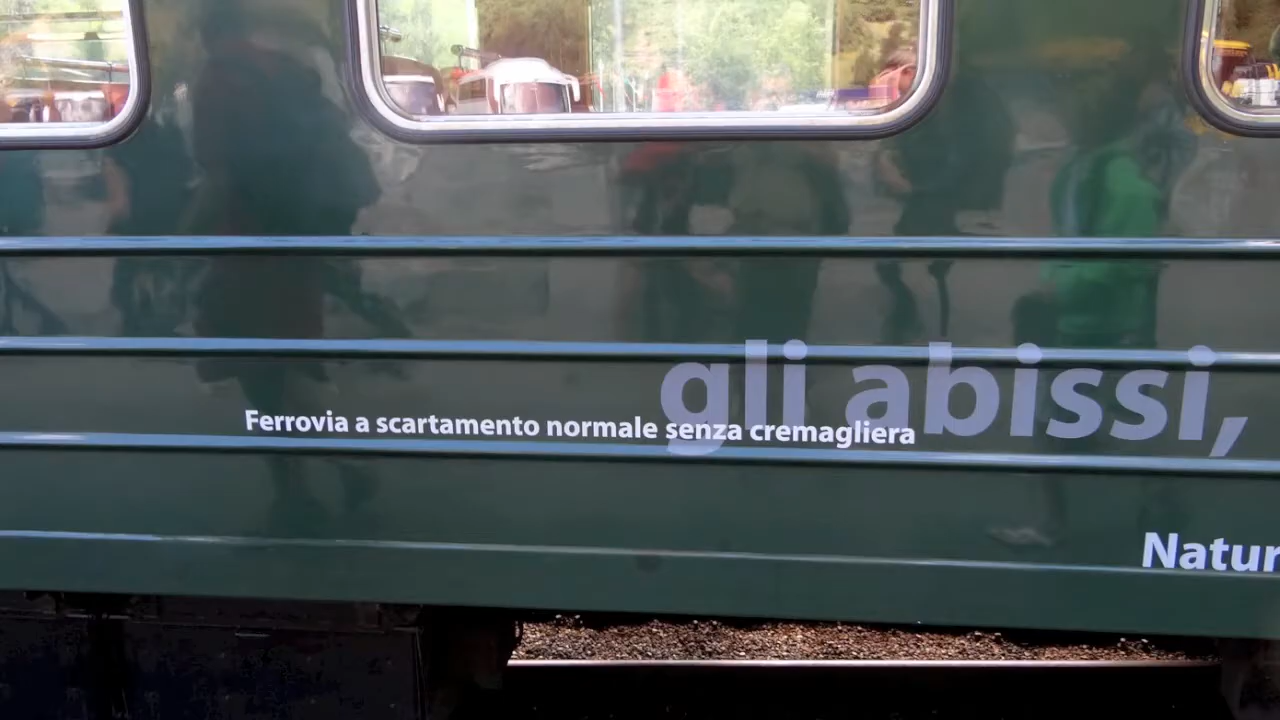 gli abissi,
Ferrovia a scartamento normale senza cremagliera
Natur